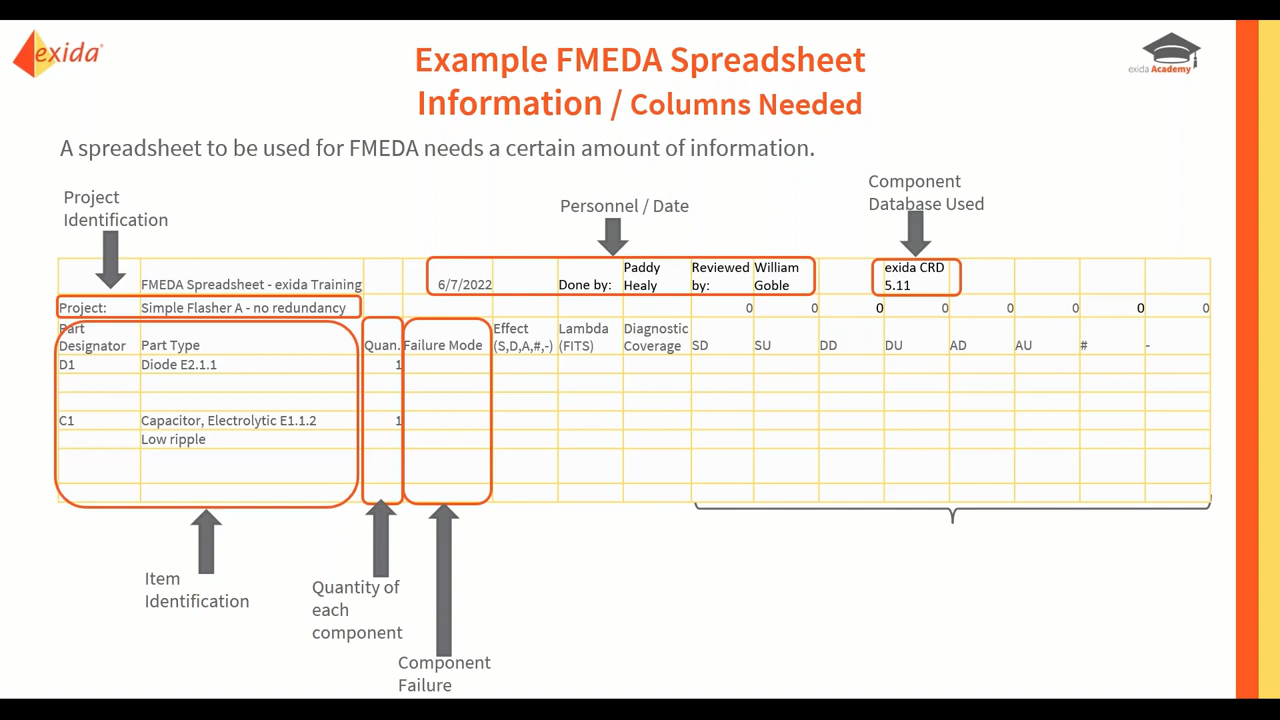 exida
Example FMEDA Spreadsheet
Information / Columns Needed
exida Academy
A spreadsheet to be used for FMEDA needs a certain amount of information.
Project
Identification
Personnel / Date
Component
Database Used
FMEDA Spreadsheet - exida Training 6/7/2022 Done by: Paddy Healy Reviewed by: William Goble exida CRD 5.11
Project: Simple Flasher A - no redundancy 0 0 0 0 0 0 0 0
Part Designator Part Type Quan. Failure Mode Effect (S,D,A,#,-) Lambda (FITS) Diagnostic Coverage SD SU DD DU AD AU # -
D1 Diode E2.1.1 1
C1 Capacitor, Electrolytic E1.1.2 1
Low ripple
Item
Identification
Quantity of
each
component
Component
Failure